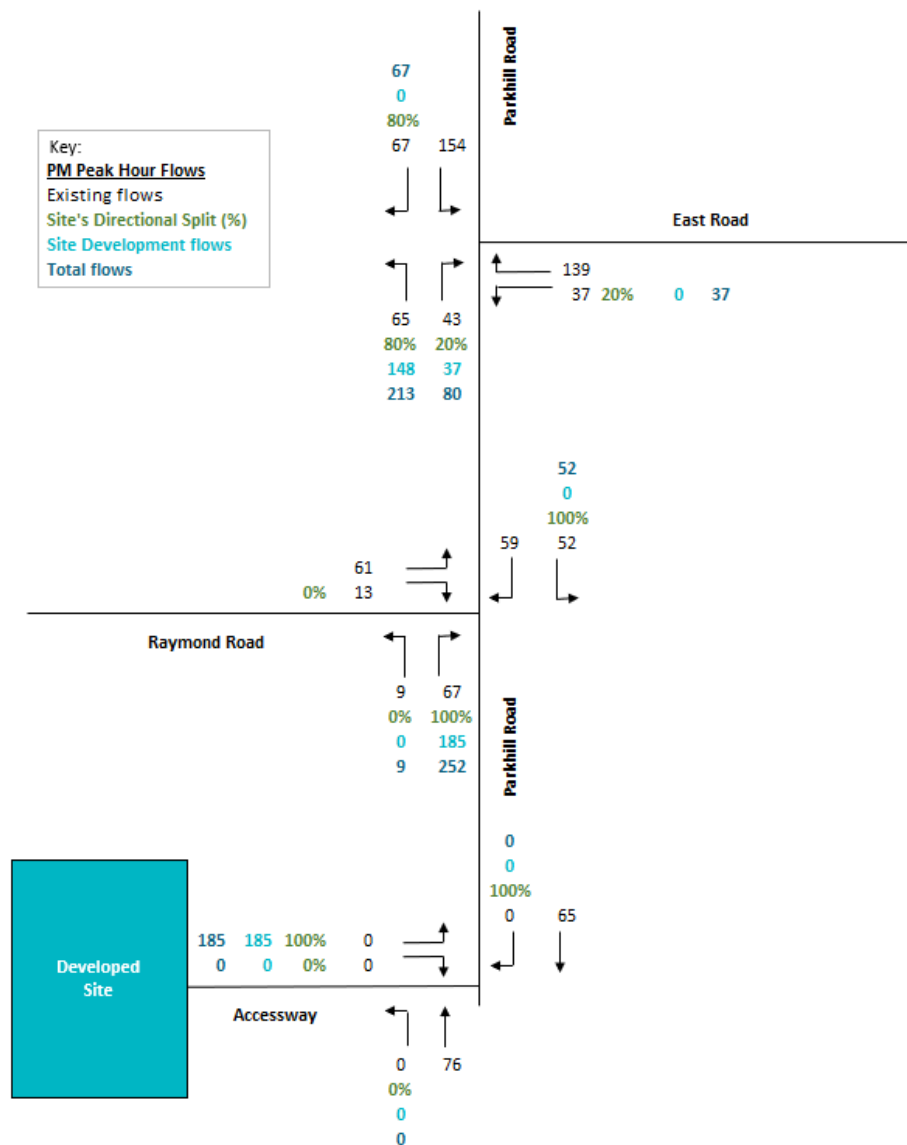 Parkhill Road
67
0
80%
67 154
Key:
PM Peak Hour Flows
Existing flows
Site's Directional Split (%)
Site Development flows
Total flows
East Road
139
37 20% 0 37
65 43
80% 20%
148 37
213 80
52
0
100%
59 52
61
0% 13
Raymond Road
9 67
0% 100%
0 185
9 252
Parkhill Road
0
0
100%
0 65
185 185 100% 0
0 0 0% 0
Developed
Site
Accessway
0 76
0%
0
0